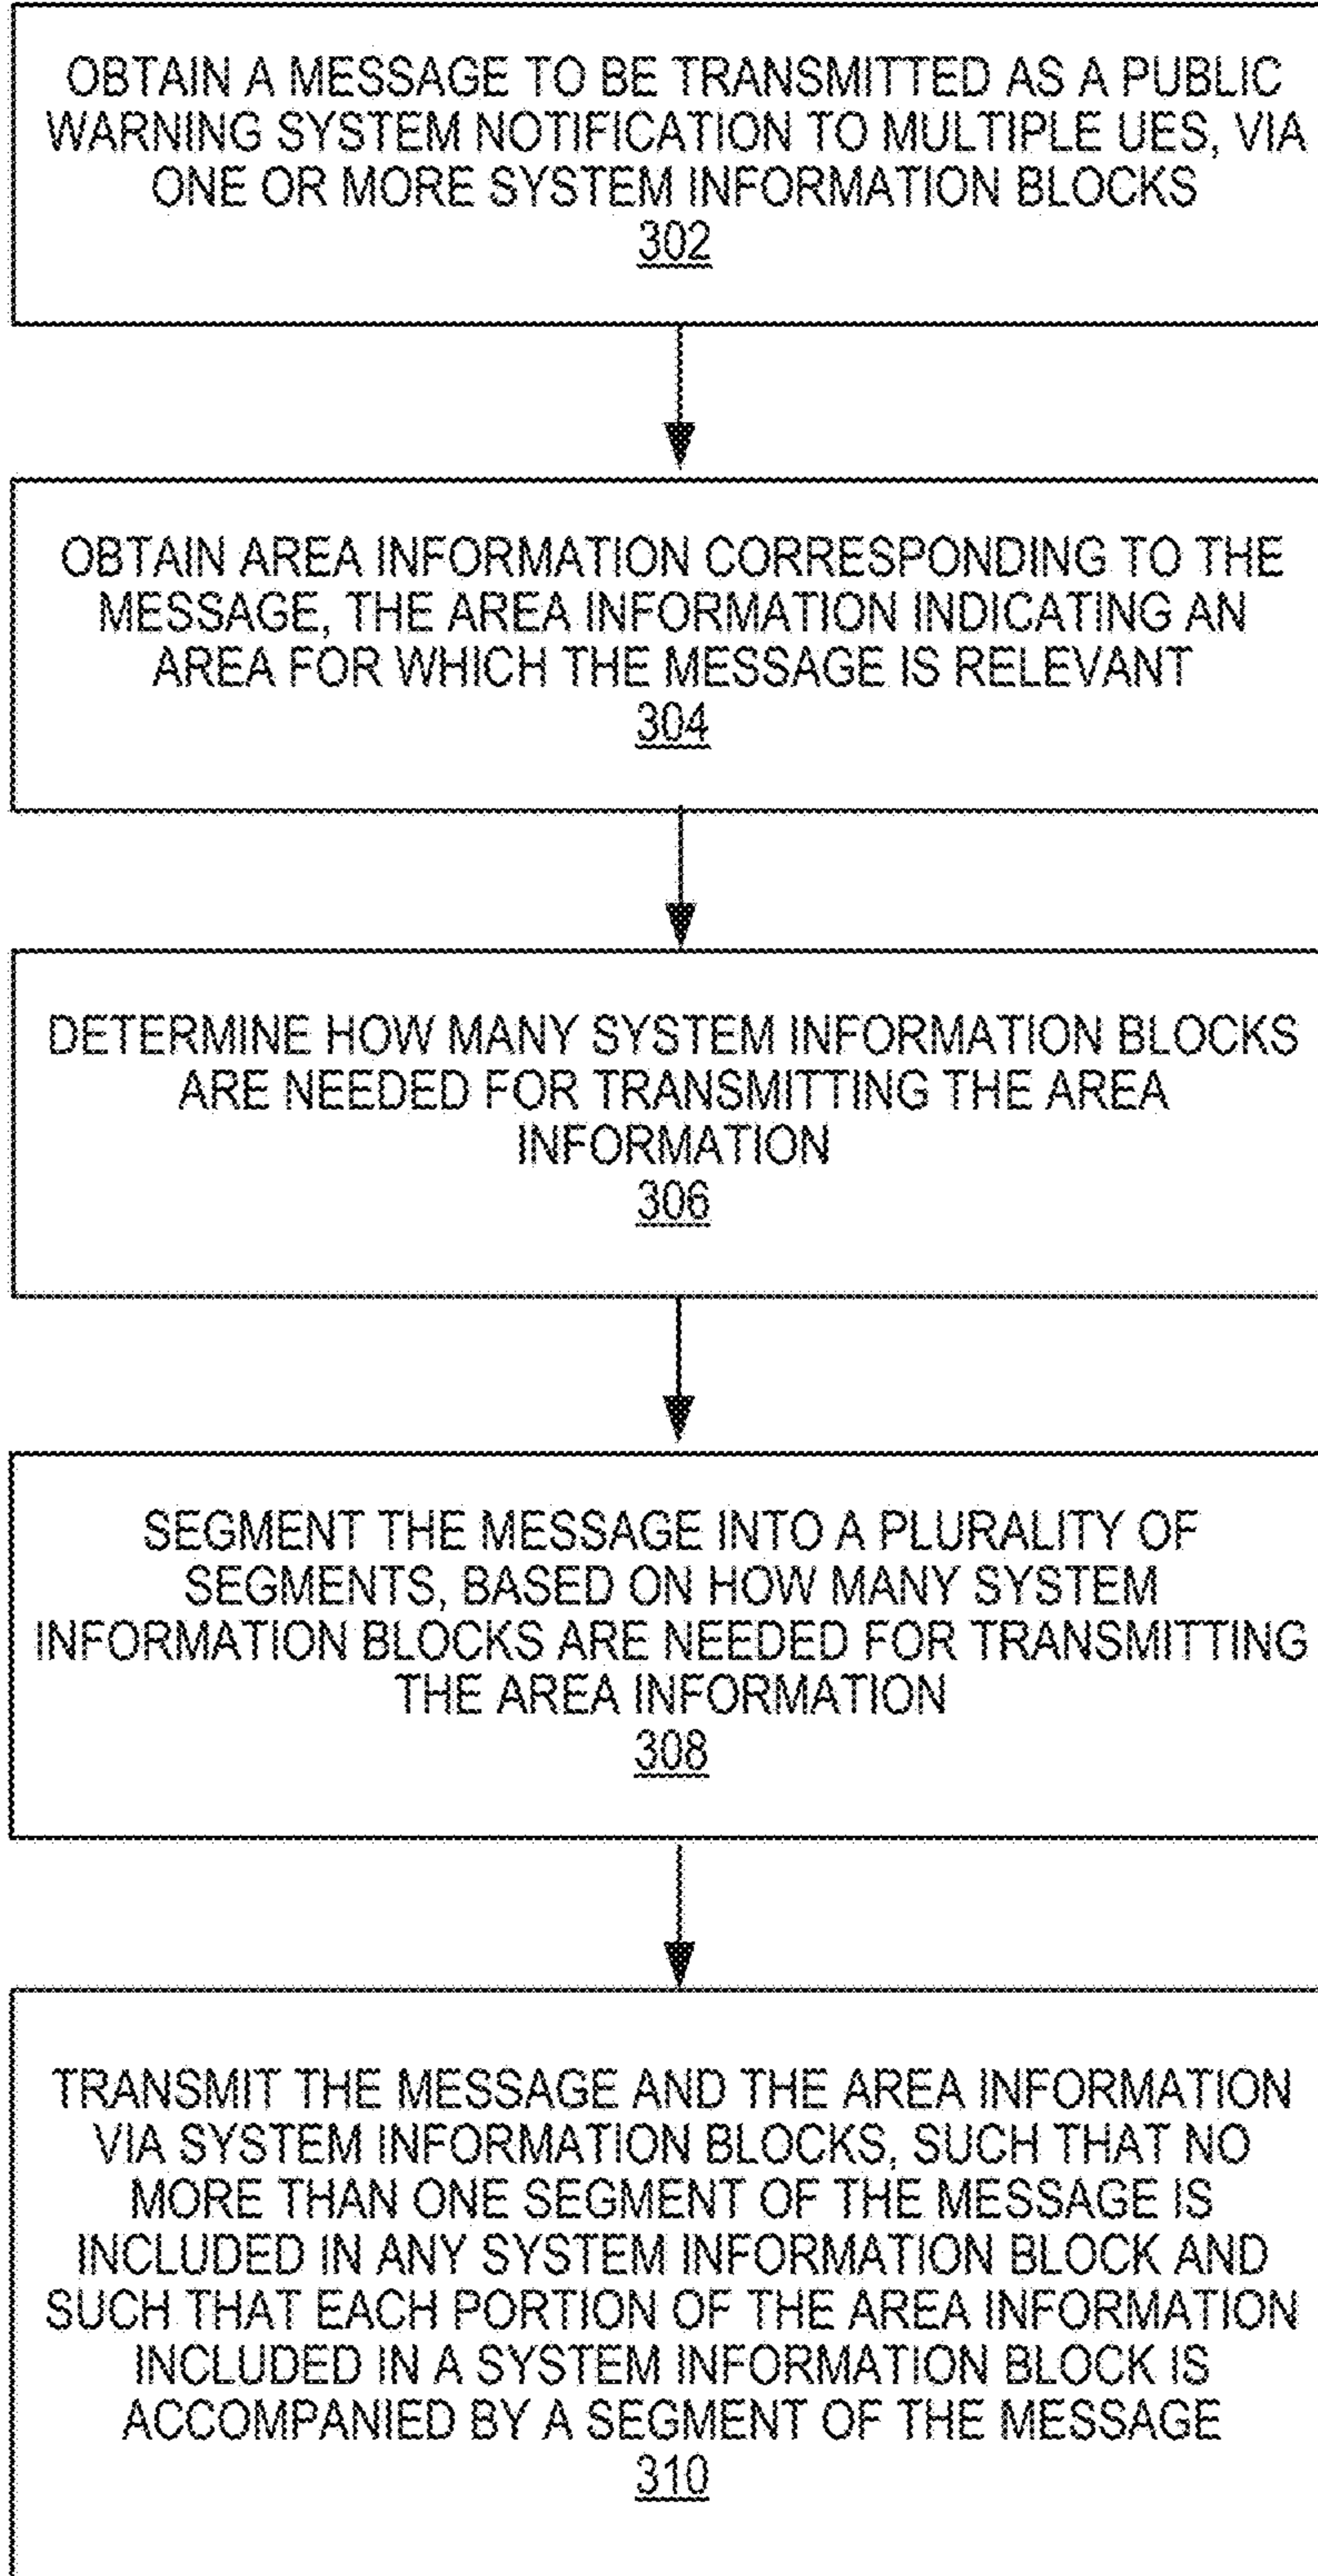 OBTAIN A MESSAGE TO BE TRANSMITTED AS A PUBLIC
WARNING SYSTEM NOTIFICATION TO MULTIPLE UES, VIA
ONE OR MORE SYSTEM INFORMATION BLOCKS
302
OBTAIN AREA INFORMATION CORRESPONDING TO THE
MESSAGE, THE AREA INFORMATION INDICATING AN
AREA FOR WHICH THE MESSAGE IS RELEVANT
304
DETERMINE HOW MANY SYSTEM INFORMATION BLOCKS
ARE NEEDED FOR TRANSMITTING THE AREA
INFORMATION
306
SEGMENT THE MESSAGE INTO A PLURALITY OF
SEGMENTS, BASED ON HOW MANY SYSTEM
INFORMATION BLOCKS ARE NEEDED FOR TRANSMITTING
THE AREA INFORMATION
308
TRANSMIT THE MESSAGE AND THE AREA INFORMATION
VIA SYSTEM INFORMATION BLOCKS, SUCH THAT NO
MORE THAN ONE SEGMENT OF THE MESSAGE IS
INCLUDED IN ANY SYSTEM INFORMATION BLOCK AND
SUCH THAT EACH PORTION OF THE AREA INFORMATION
INCLUDED IN A SYSTEM INFORMATION BLOCK IS
ACCOMPANIED BY A SEGMENT OF THE MESSAGE
310